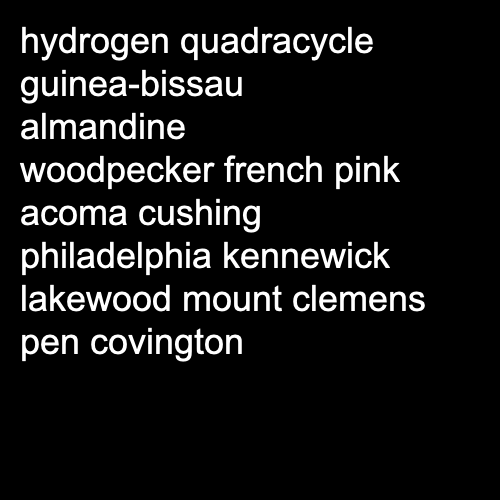 hydrogen quadracycle
guinea-bissau
almandine
woodpecker french pink
acoma cushing
philadelphia kennewick
lakewood mount clemens
pen covington